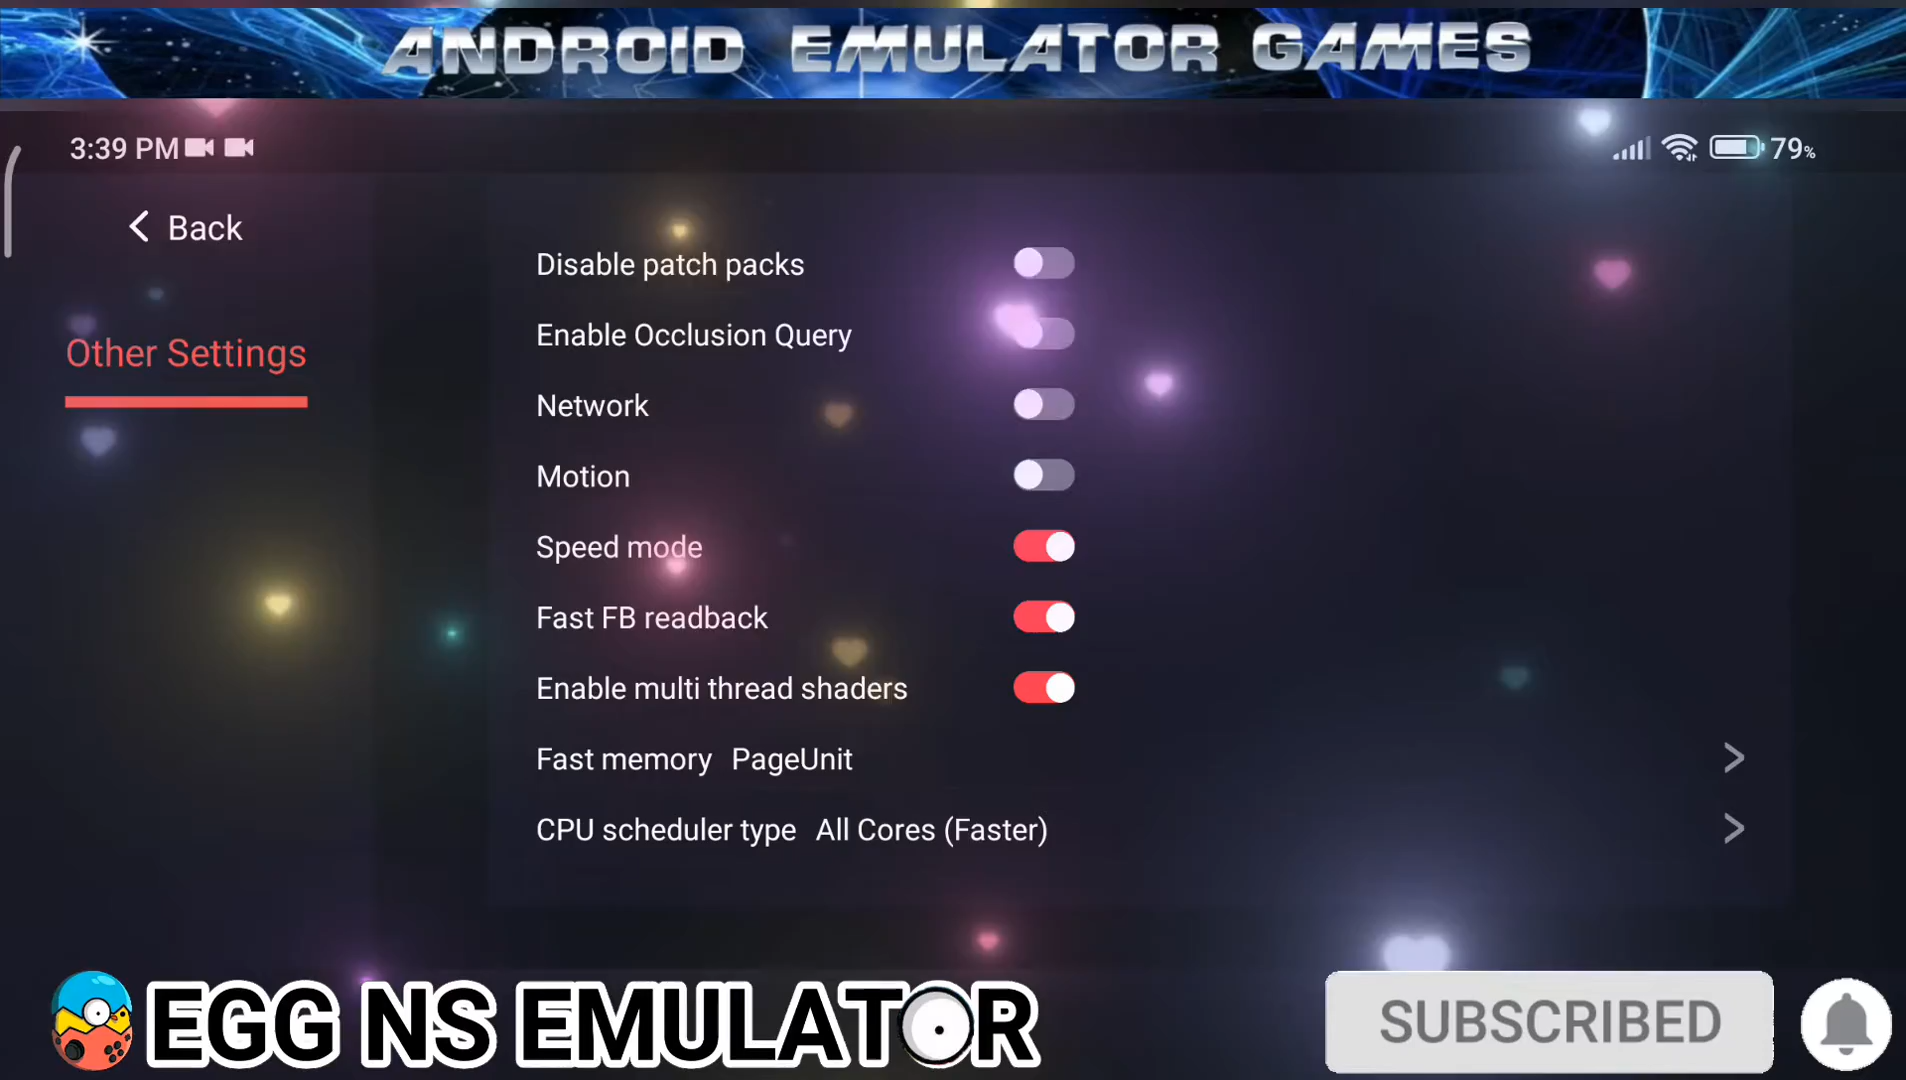 ANDROID EMULATOR GAMES
3:39 PM
79%
Back
Other Settings
Disable patch packs
Enable Occlusion Query
Network
Motion
Speed mode
Fast FB readback
Enable multi thread shaders
Fast memory PageUnit
CPU scheduler type All Cores (Faster)
EGG NS EMULATOR
SUBSCRIBED